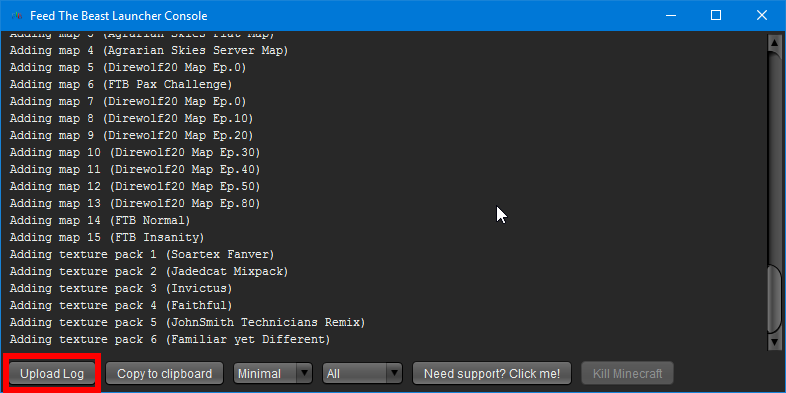 Feed The Beast Launcher Console
Adding map 3 (Agrarian Skies Flat Map)
Adding map 4 (Agrarian Skies Server Map)
Adding map 5 (Direwolf20 Map Ep.0)
Adding map 6 (FTB Pax Challenge)
Adding map 7 (Direwolf20 Map Ep.0)
Adding map 8 (Direwolf20 Map Ep.10)
Adding map 9 (Direwolf20 Map Ep.20)
Adding map 10 (Direwolf20 Map Ep.30)
Adding map 11 (Direwolf20 Map Ep.40)
Adding map 12 (Direwolf20 Map Ep.50)
Adding map 13 (Direwolf20 Map Ep.80)
Adding map 14 (FTB Normal)
Adding map 15 (FTB Insanity)
Adding texture pack 1 (Soartex Fanver)
Adding texture pack 2 (Jadedcat Mixpack)
Adding texture pack 3 (Invictus)
Adding texture pack 4 (Faithful)
Adding texture pack 5 (JohnSmith Technicians Remix)
Adding texture pack 6 (Familiar yet Different)
Upload Log Copy to clipboard Minimal All Need support? Click me! Kill Minecraft